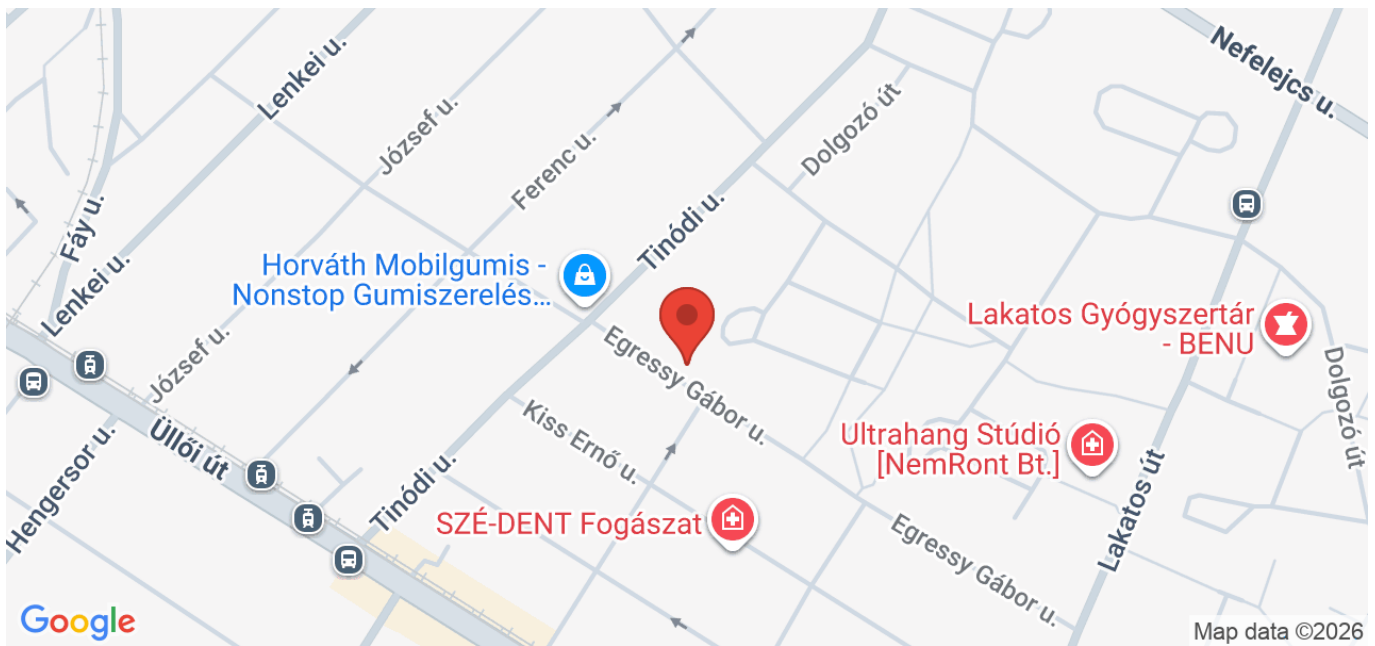 Nefelejcs u.
Lenkei u.
József u.
Ferenc u.
Dolgozó út
Fáy u.
Tinódi u.
Lenkei u.
Horváth Mobilgumis -
Nonstop Gumiszerelés...
Lakatos Gyógyszertár
- BENU
József u.
Egressy Gábor u.
Dolgozó út
Kiss Ernő u.
Üllői út
Hengersor u.
Ultrahang Stúdió
[NemRont Bt.]
Tinódi u.
Lakatos út
SZÉ-DENT Fogászat
Egressy Gábor u.
Google
Map data ©2026